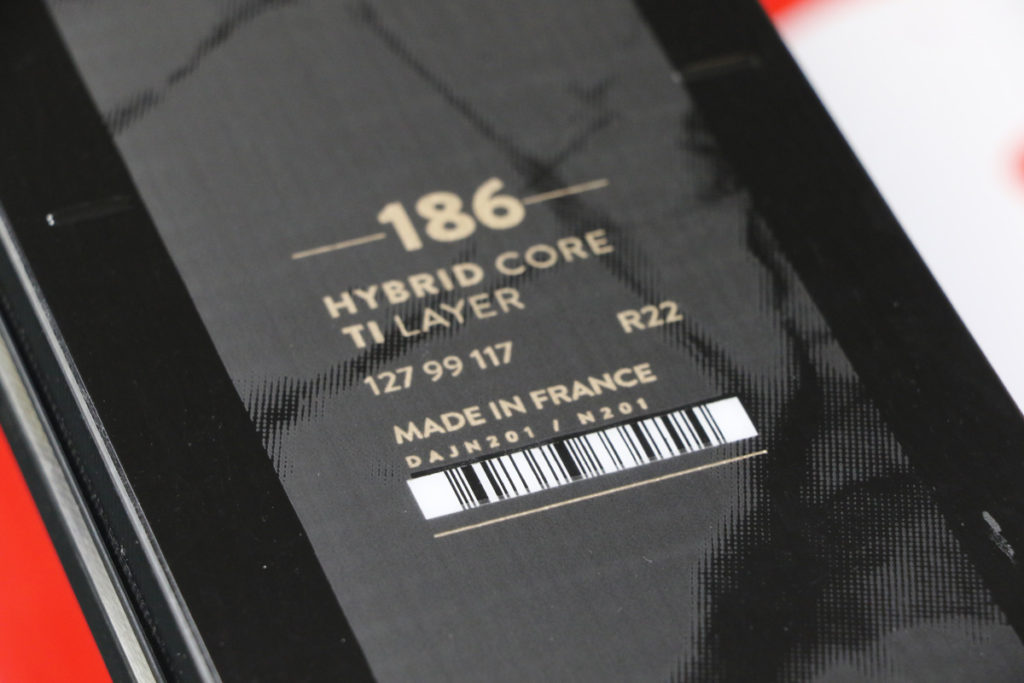 186
HYBRID CORE
TI LAYER
R22
127 99 117
MADE IN FRANCE
DAJN201 / N201